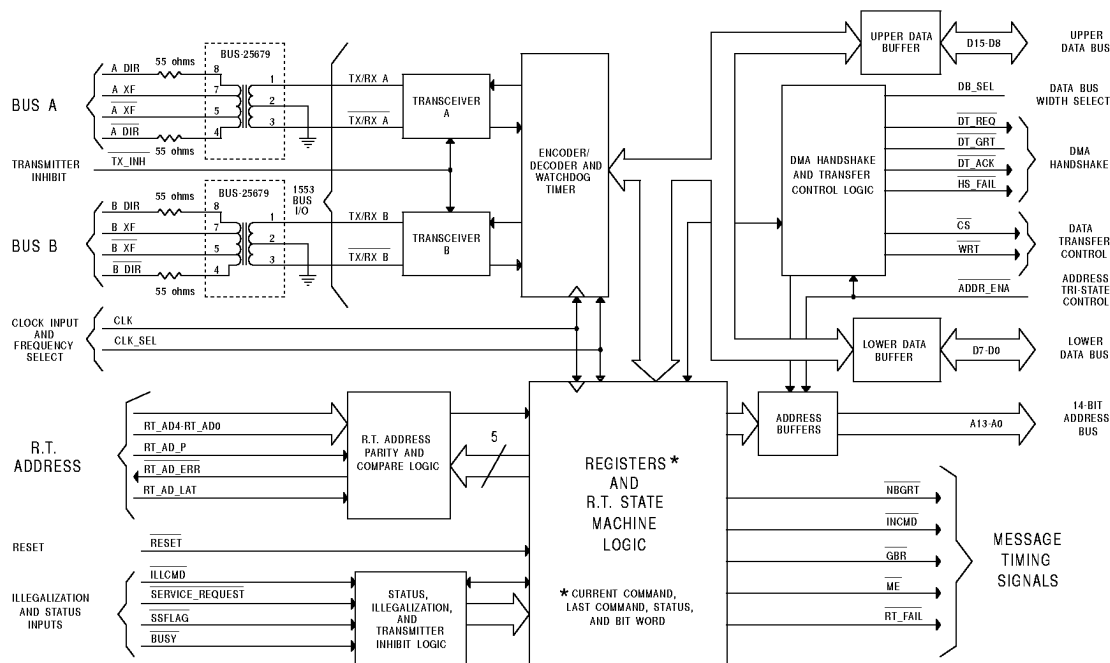 BUS A
A DIR
A XF
A XF
A DIR
55 ohms
55 ohms
BUS-25679
8
7
5
4
1
2
3
TX/RX A
TX/RX A
TRANSCEIVER
A
TRANSMITTER
INHIBIT
TX_INH
BUS B
B DIR
B XF
B XF
B DIR
55 ohms
55 ohms
BUS-25679
8
7
5
4
1
2
3
1553
BUS
I/O
TX/RX B
TX/RX B
TRANSCEIVER
B
ENCODER/
DECODER AND
WATCHDOG
TIMER
CLOCK INPUT
AND
FREQUENCY
SELECT
CLK
CLK_SEL
UPPER DATA
BUFFER
D15-D8
UPPER
DATA BUS
DMA HANDSHAKE
AND TRANSFER
CONTROL LOGIC
DB_SEL
DATA BUS
WIDTH SELECT
DT_REQ
DT_GRT
DT_ACK
HS_FAIL
DMA
HANDSHAKE
CS
WRT
DATA
TRANSFER
CONTROL
ADDR_ENA
ADDRESS
TRI-STATE
CONTROL
LOWER DATA
BUFFER
D7-D0
LOWER
DATA BUS
ADDRESS
BUFFERS
A13-A0
14-BIT
ADDRESS
BUS
R.T.
ADDRESS
RT_AD4-RT_AD0
RT_AD_P
RT_AD_ERR
RT_AD_LAT
R.T. ADDRESS
PARITY AND
COMPARE LOGIC
5
RESET
RESET
ILLEGALIZATION
AND STATUS
INPUTS
ILLCMD
SERVICE_REQUEST
SSFLAG
BUSY
STATUS,
ILLEGALIZATION,
AND
TRANSMITTER
INHIBIT LOGIC
REGISTERS*
AND
R.T. STATE
MACHINE
LOGIC
* CURRENT COMMAND,
LAST COMMAND, STATUS,
AND BIT WORD
NBGRT
INCMD
GBR
ME
RT_FAIL
MESSAGE
TIMING
SIGNALS